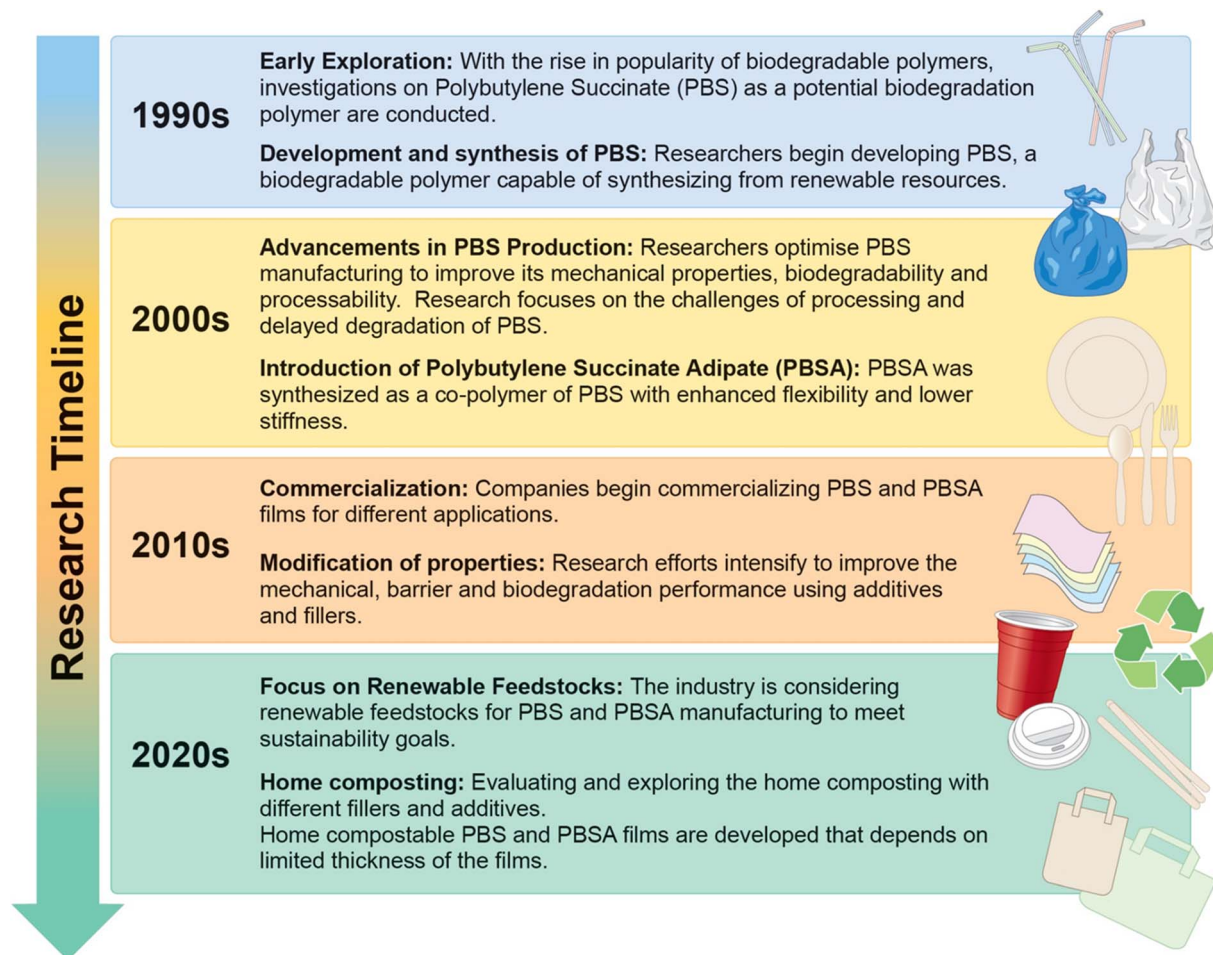 Research Timeline
1990s
Early Exploration: With the rise in popularity of biodegradable polymers,
investigations on Polybutylene Succinate (PBS) as a potential biodegradation
polymer are conducted.
Development and synthesis of PBS: Researchers begin developing PBS, a
biodegradable polymer capable of synthesizing from renewable resources.
2000s
Advancements in PBS Production: Researchers optimise PBS
manufacturing to improve its mechanical properties, biodegradability and
processability. Research focuses on the challenges of processing and
delayed degradation of PBS.
Introduction of Polybutylene Succinate Adipate (PBSA): PBSA was
synthesized as a co-polymer of PBS with enhanced flexibility and lower
stiffness.
2010s
Commercialization: Companies begin commercializing PBS and PBSA
films for different applications.
Modification of properties: Research efforts intensify to improve the
mechanical, barrier and biodegradation performance using additives
and fillers.
2020s
Focus on Renewable Feedstocks: The industry is considering
renewable feedstocks for PBS and PBSA manufacturing to meet
sustainability goals.
Home composting: Evaluating and exploring the home composting with
different fillers and additives.
Home compostable PBS and PBSA films are developed that depends on
limited thickness of the films.